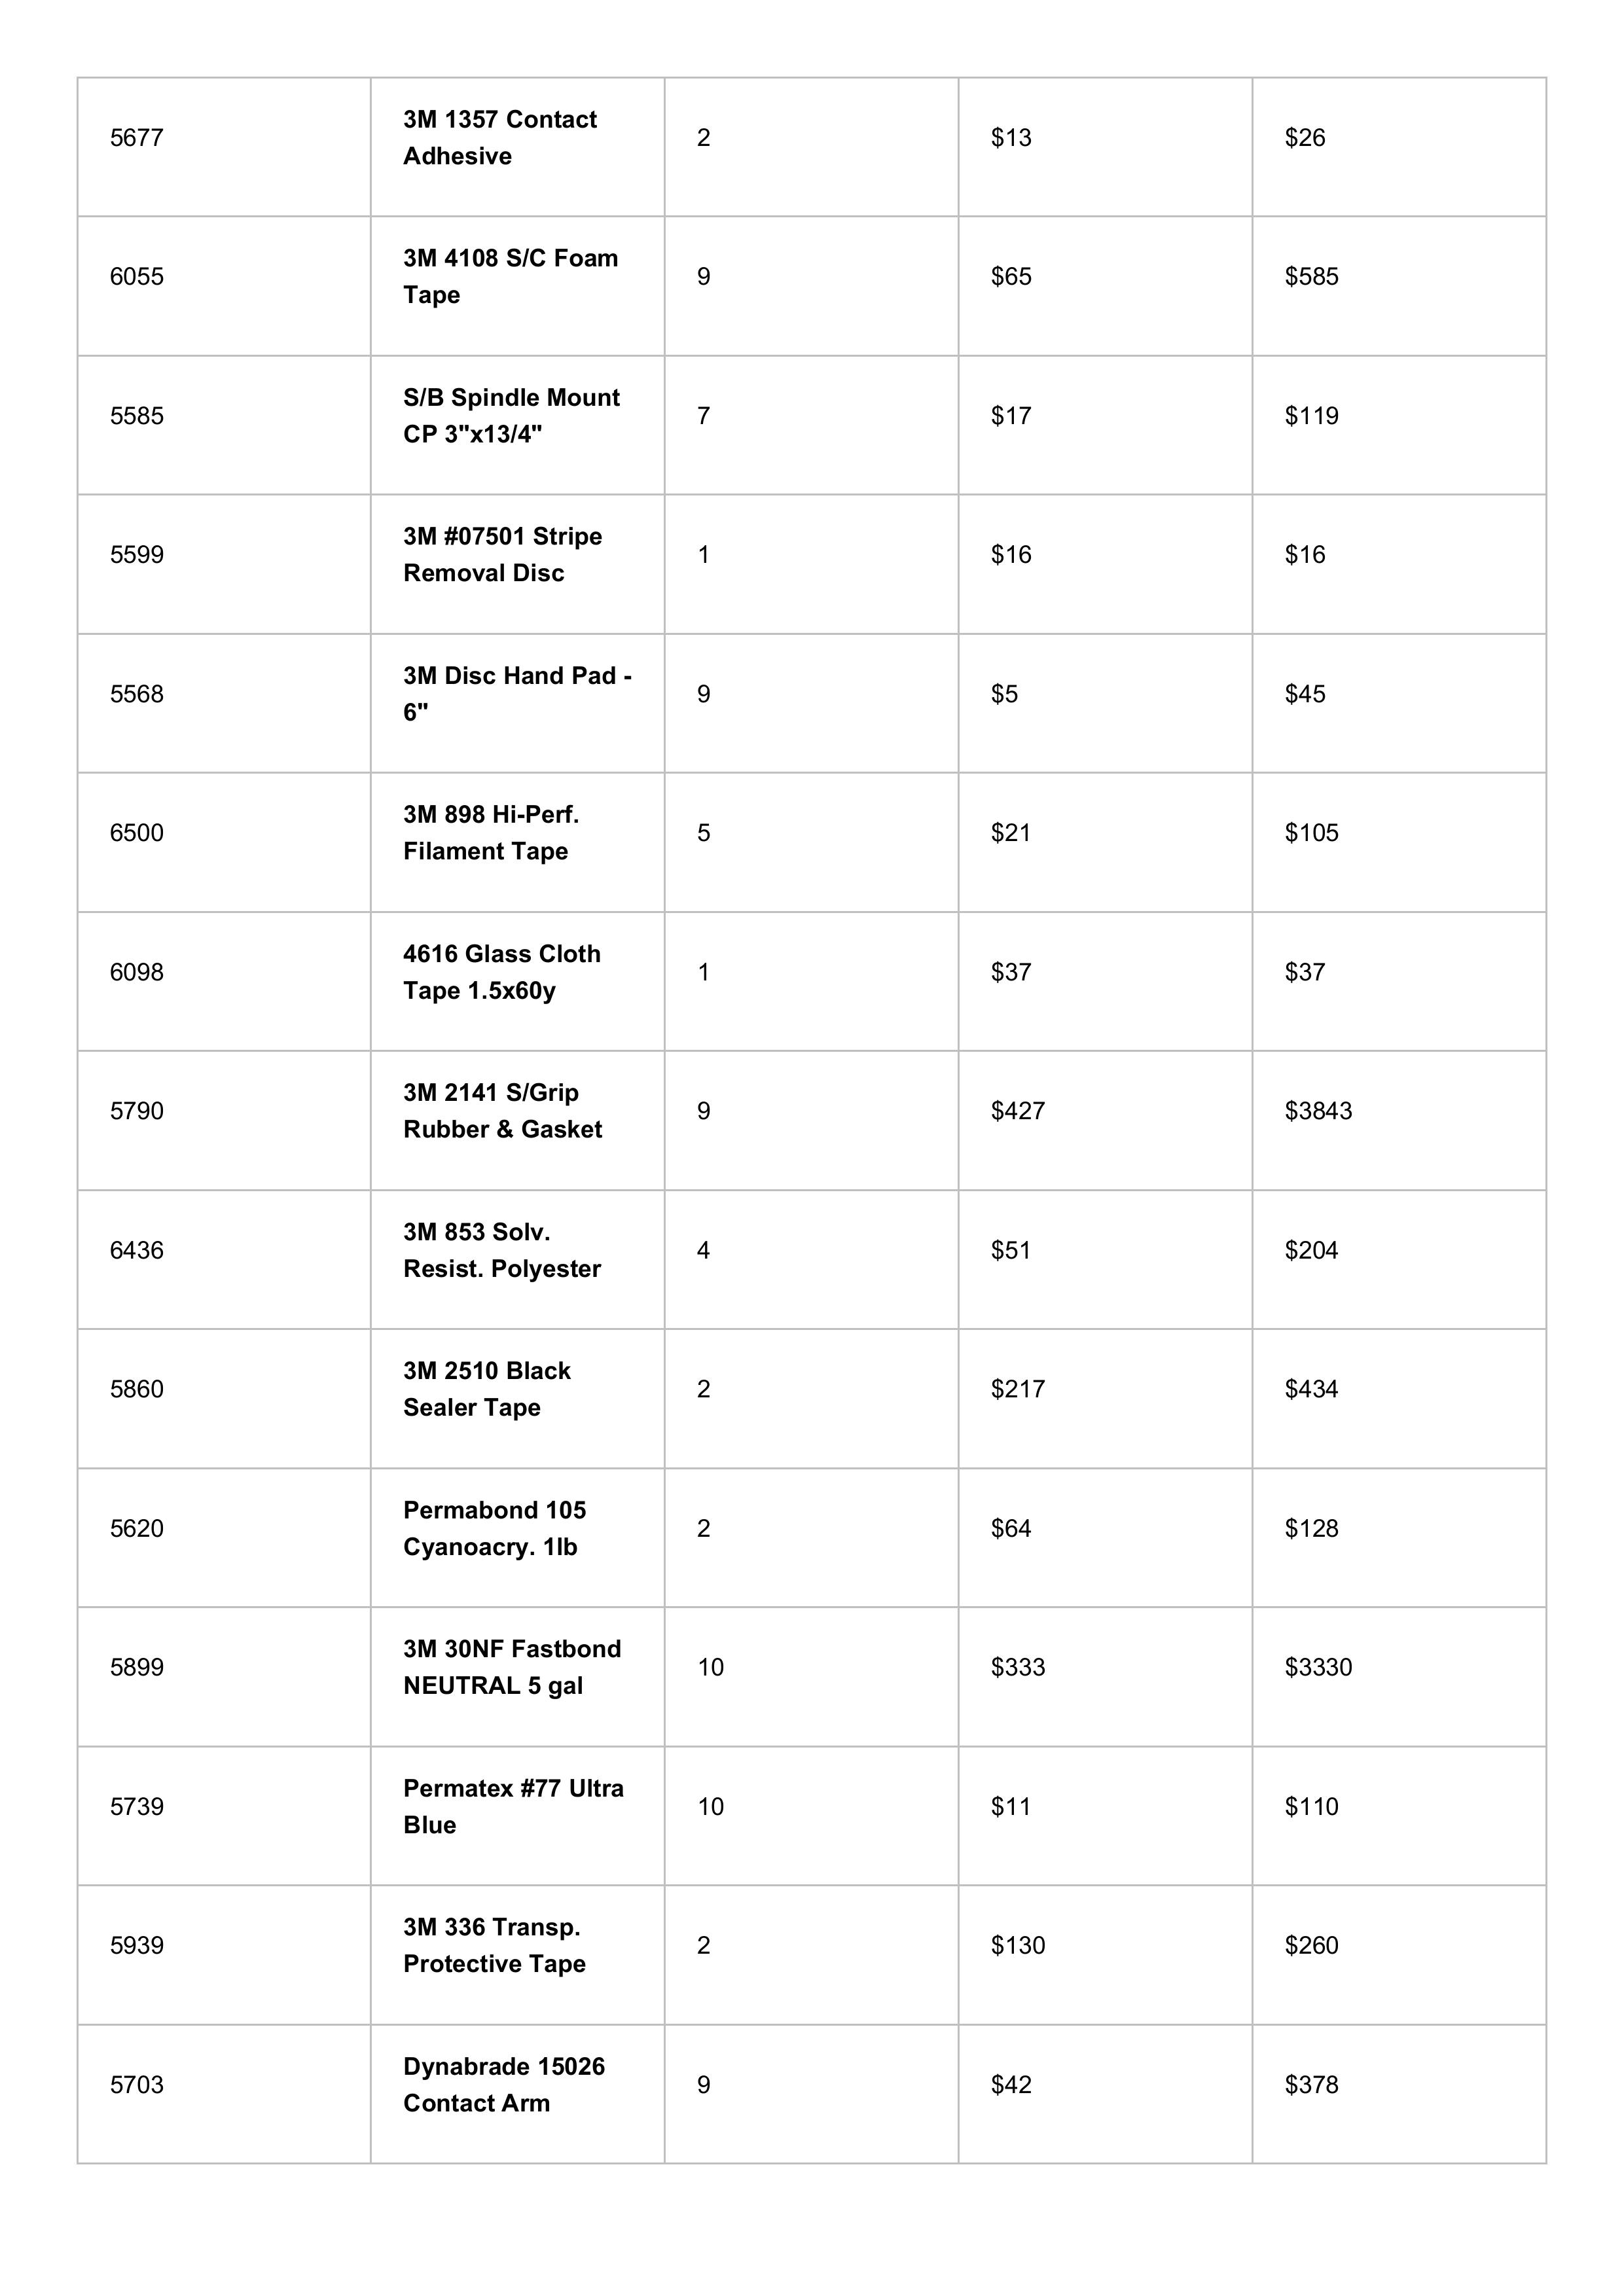 5677
3M 1357 Contact
Adhesive
2
$13
$26
6055
3M 4108 S/C Foam
Tape
9
$65
$585
5585
S/B Spindle Mount
CP 3"x13/4"
7
$17
$119
5599
3M #07501 Stripe
Removal Disc
1
$16
$16
5568
3M Disc Hand Pad -
6"
9
$5
$45
6500
3M 898 Hi-Perf.
Filament Tape
5
$21
$105
6098
4616 Glass Cloth
Tape 1.5x60y
1
$37
$37
5790
3M 2141 S/Grip
Rubber & Gasket
9
$427
$3843
6436
3M 853 Solv.
Resist. Polyester
4
$51
$204
5860
3M 2510 Black
Sealer Tape
2
$217
$434
5620
Permabond 105
Cyanoacry. 1lb
2
$64
$128
5899
3M 30NF Fastbond
NEUTRAL 5 gal
10
$333
$3330
5739
Permatex #77 Ultra
Blue
10
$11
$110
5939
3M 336 Transp.
Protective Tape
2
$130
$260
5703
Dynabrade 15026
Contact Arm
9
$42
$378